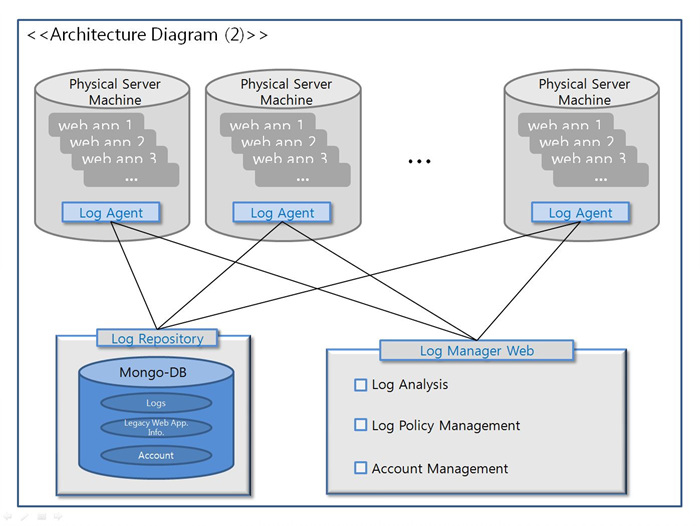 <<Architecture Diagram (2)>>
Physical Server
Machine
web app 1
web app 2
web app 3
...
Log Agent
Physical Server
Machine
web app 1
web app 2
web app 3
...
Log Agent
...
Physical Server
Machine
web app 1
web app 2
web app 3
...
Log Agent
Log Repository
Mongo-DB
Logs
Legacy Web App.
Info.
Account
Log Manager Web
Log Analysis
Log Policy Management
Account Management